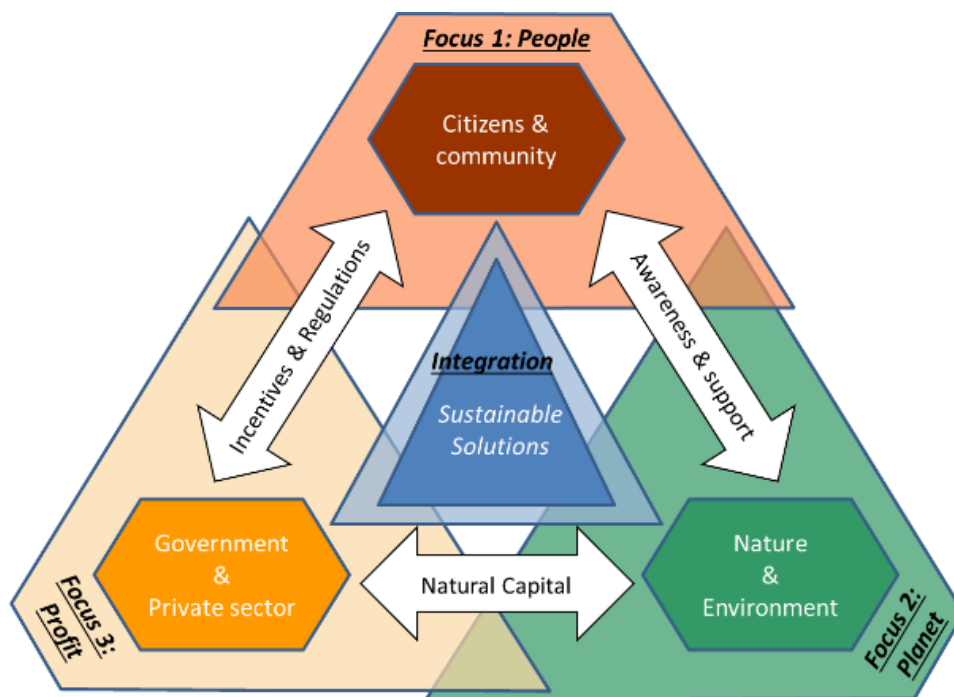 Focus 1: People
Citizens &
community
Incentives & Regulations
Awareness & support
Integration
Sustainable
Solutions
Government
&
Private sector
Natural Capital
Nature
&
Environment
Focus 3:
Profit
Focus 2:
Planet